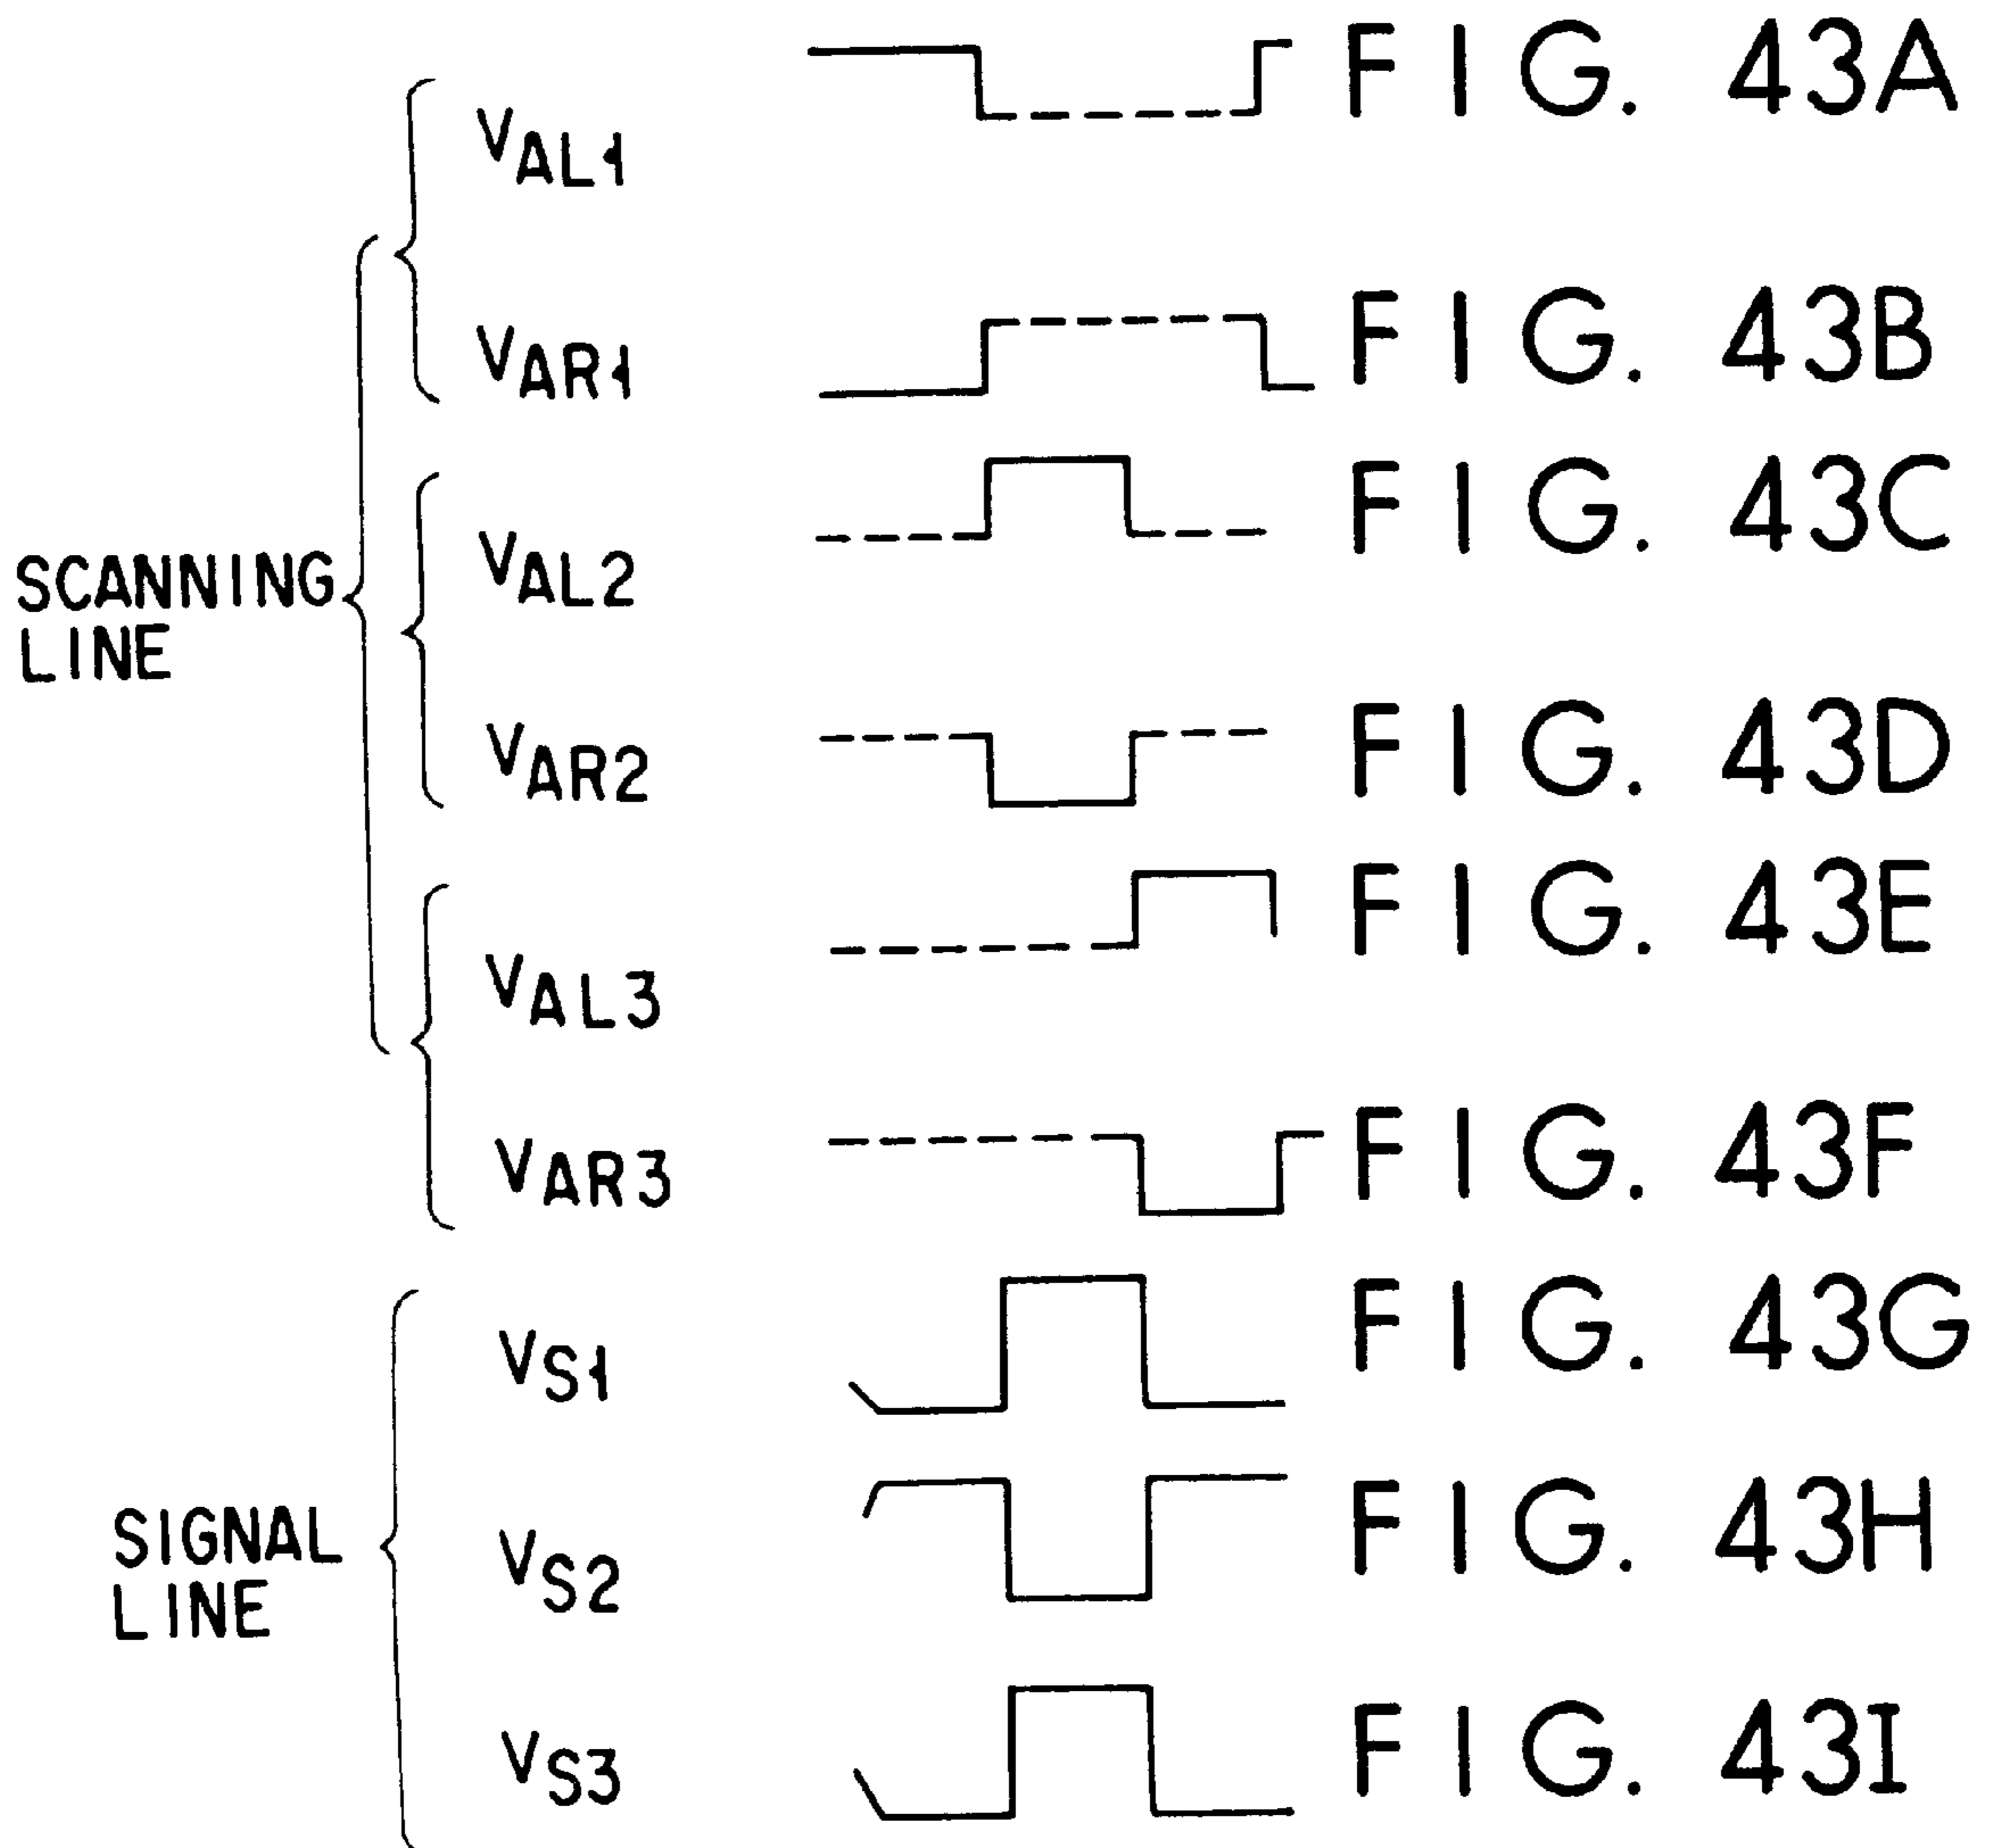 VAL1 FIG. 43A
VAR1 FIG. 43B
VAL2 FIG. 43C
SCANNING
LINE
VAR2 FIG. 43D
VAL3 FIG. 43E
VAR3 FIG. 43F
VS1 FIG. 43G
SIGNAL
LINE
VS2 FIG. 43H
VS3 FIG. 43I